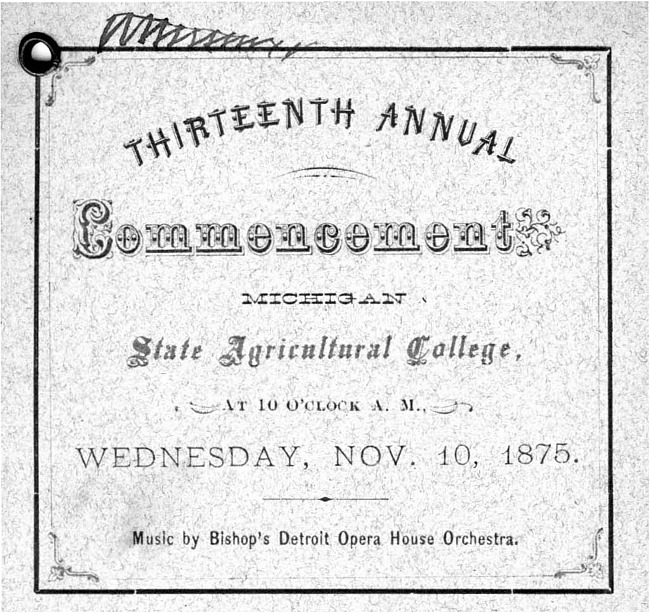 THIRTEENTH ANNUAL
Commencement
MICHIGAN
State Agricultural College,
AT 10 O'CLOCK A. M.,
WEDNESDAY, NOV. 10, 1875.
Music by Bishop's Detroit Opera House Orchestra.